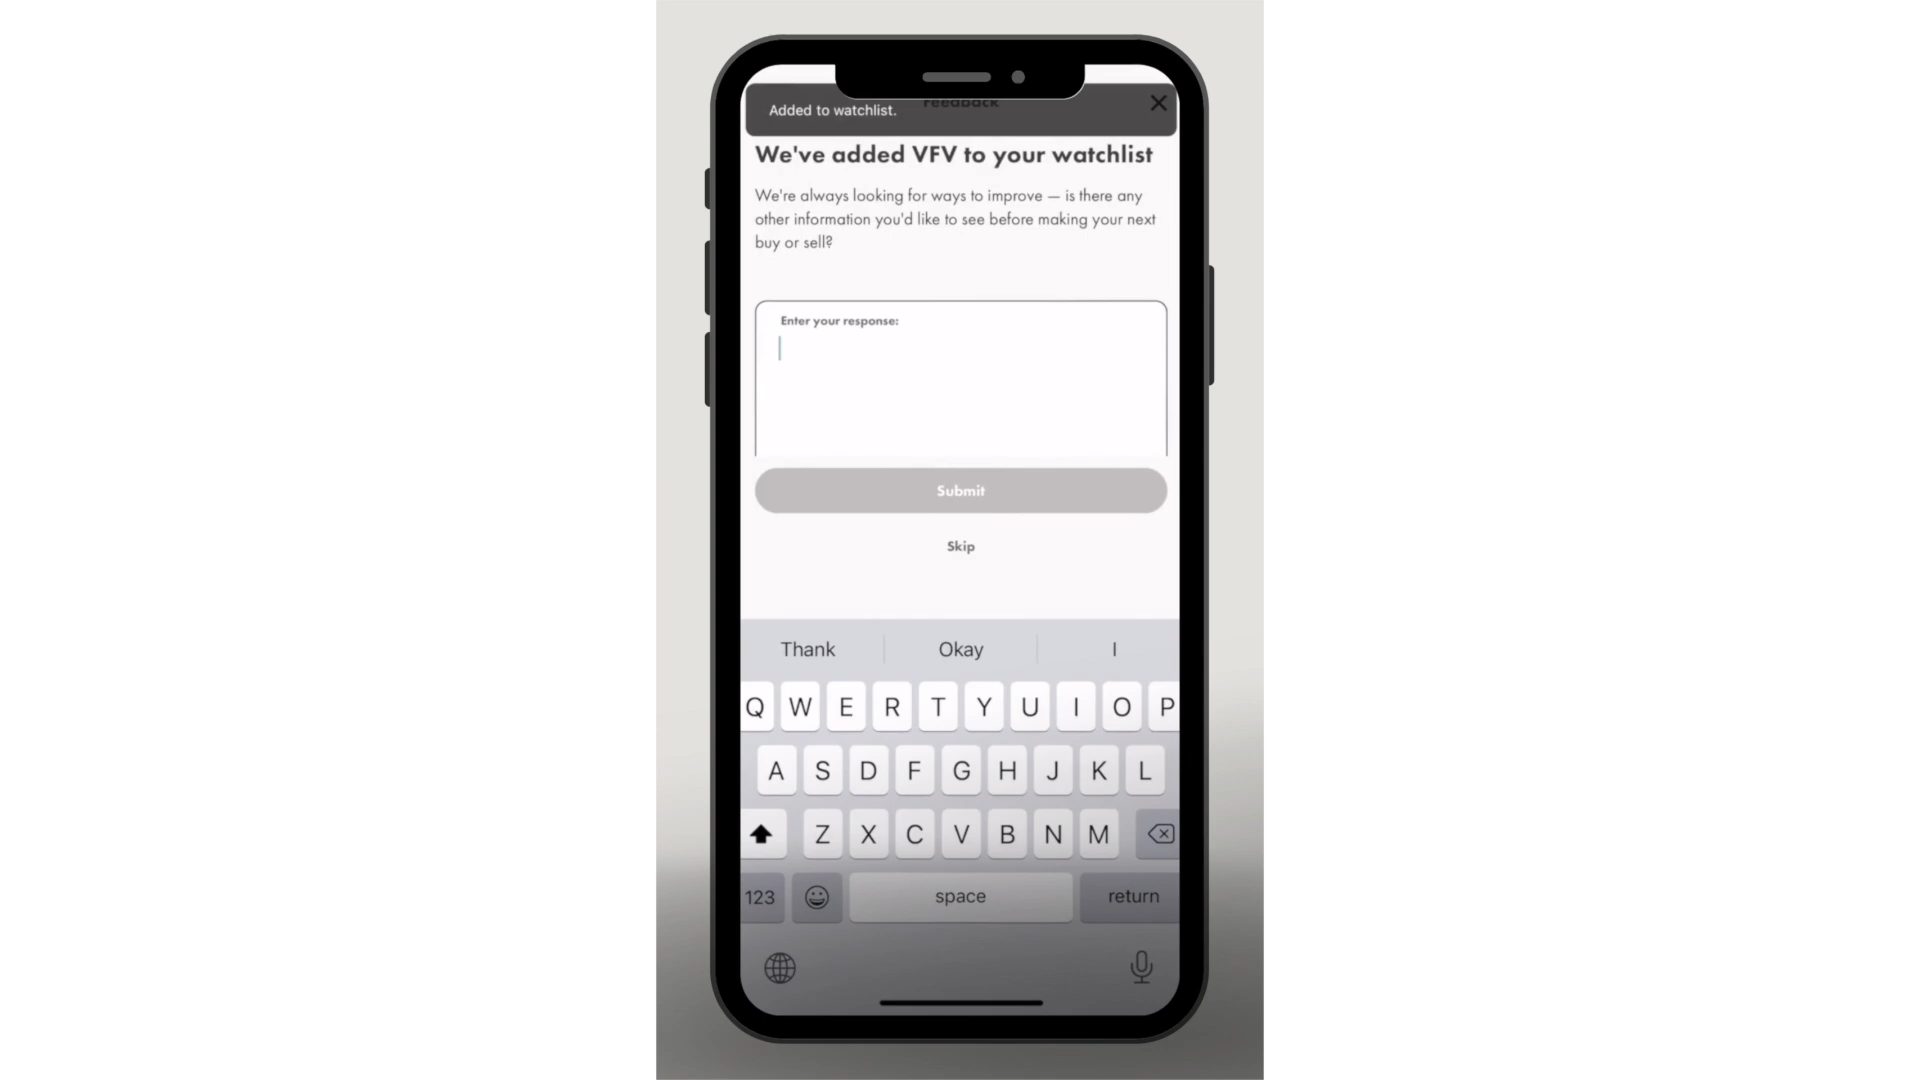 Feedback
Added to watchlist.
We've added VFV to your watchlist
We're always looking for ways to improve — is there any
other information you'd like to see before making your next
buy or sell?
Enter your response:
Submit
Skip
Thank Okay I
Q W E R T Y U I O P
A S D F G H J K L
Z X C V B N M
123 space return